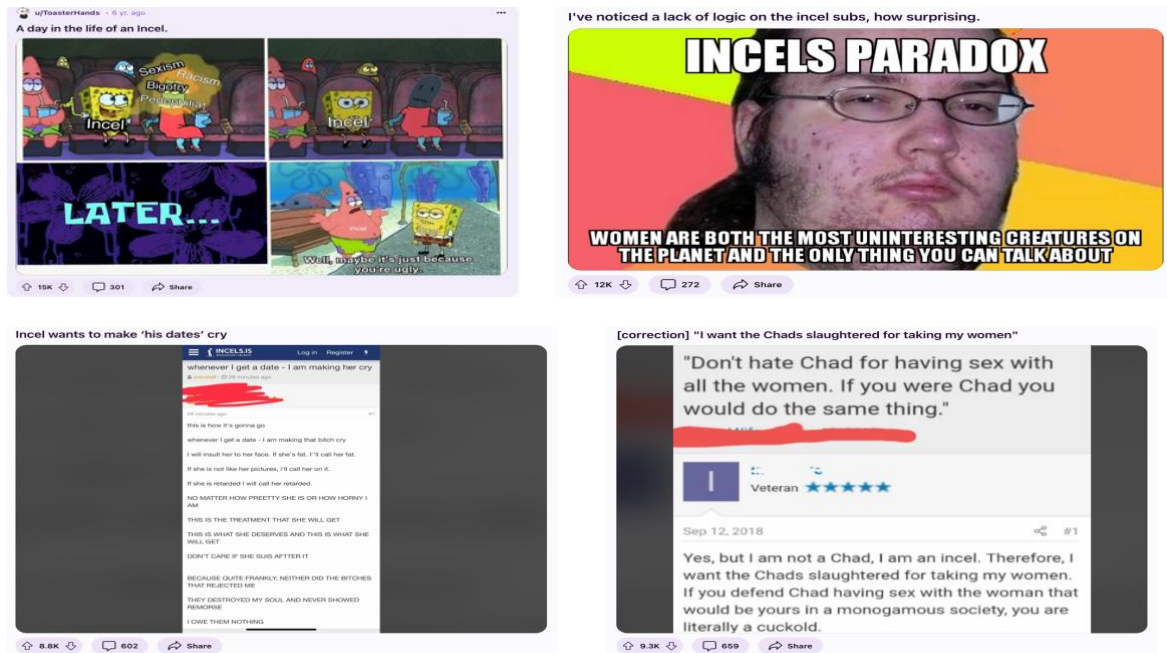 u/ToasterHands • 6 yr. ago
A day in the life of an Incel.
Sexism
Racism
Bigotry
Pedophilia
Incel
Incel
LATER...
Incel
Well, maybe it's just because
you're ugly.
15K
301
Share
I've noticed a lack of logic on the incel subs, how surprising.
INCELS PARADOX
WOMEN ARE BOTH THE MOST UNINTERESTING CREATURES ON
THE PLANET AND THE ONLY THING YOU CAN TALK ABOUT
12K
272
Share
Incel wants to make ‘his dates’ cry
INCELS.IS
Log in Register
whenever I get a date - I am making her cry
39 minutes ago
39 minutes ago #1
this is how it's gonna go
whenever I get a date - I am making that bitch cry
I will insult her to her face. If she's fat. I'll call her fat.
If she is not like her pictures, I'll call her on it.
If she is retarded I will call her retarded.
NO MATTER HOW PREETTY SHE IS OR HOW HORNY I
AM
THIS IS THE TREATMENT THAT SHE WILL GET
THIS IS WHAT SHE DESERVES AND THIS IS WHAT SHE
WILL GET
DON'T CARE IF SHE SUIS AFTTER IT
BECAUSE QUITE FRANKLY, NEITHER DID THE BITCHES
THAT REJECTED ME
THEY DESTROYED MY SOUL AND NEVER SHOWED
REMORSE
I OWE THEM NOTHING
8.8K
602
Share
[correction] "I want the Chads slaughtered for taking my women"
"Don't hate Chad for having sex with
all the women. If you were Chad you
would do the same thing."
I
Veteran ★★★★★
Sep 12, 2018 #1
Yes, but I am not a Chad, I am an incel. Therefore, I
want the Chads slaughtered for taking my women.
If you defend Chad having sex with the woman that
would be yours in a monogamous society, you are
literally a cuckold.
9.3K
659
Share